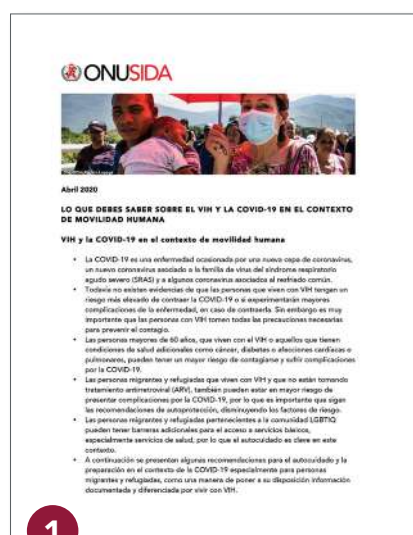 ONUSIDA
Abril 2020
LO QUE DEBES SABER SOBRE EL VIH Y LA COVID-19 EN EL CONTEXTO
DE MOVILIDAD HUMANA
VIH y la COVID-19 en el contexto de movilidad humana
• La COVID-19 es una enfermedad ocasionada por una nueva cepa de coronavirus,
un nuevo coronavirus asociado a la familia de virus del síndrome respiratorio
agudo severo (SRAS) y a algunos coronavirus asociados al resfriado común.
• Todavía no existen evidencias de que las personas que viven con VIH tengan un
riesgo más elevado de contraer la COVID-19 o si experimentarán mayores
complicaciones de la enfermedad, en caso de contraerla. Sin embargo es muy
importante que las personas con VIH tomen todas las precauciones necesarias
para prevenir el contagio.
• Las personas mayores de 60 años, que viven con el VIH o aquellos que tienen
condiciones de salud adicionales como cáncer, diabetes o afecciones cardíacas o
pulmonares, pueden tener un mayor riesgo de contagiarse y sufrir complicaciones
por la COVID-19.
• Las personas migrantes y refugiadas que viven con VIH y que no están tomando
tratamiento antirretroviral (ARV), también pueden estar en mayor riesgo de
presentar complicaciones por la COVID-19, por lo que es importante que sigan
las recomendaciones de autoprotección, disminuyendo los factores de riesgo.
• Las personas migrantes y refugiadas pertenecientes a la comunidad LGBTIQ
pueden tener barreras adicionales para el acceso a servicios básicos,
especialmente servicios de salud, por lo que el autocuidado es clave en este
contexto.
• A continuación se presentan algunas recomendaciones para el autocuidado y la
preparación en el contexto de la COVID-19 especialmente para personas
migrantes y refugiadas, como una manera de poner a su disposición información
documentada y diferenciada por vivir con VIH.
1